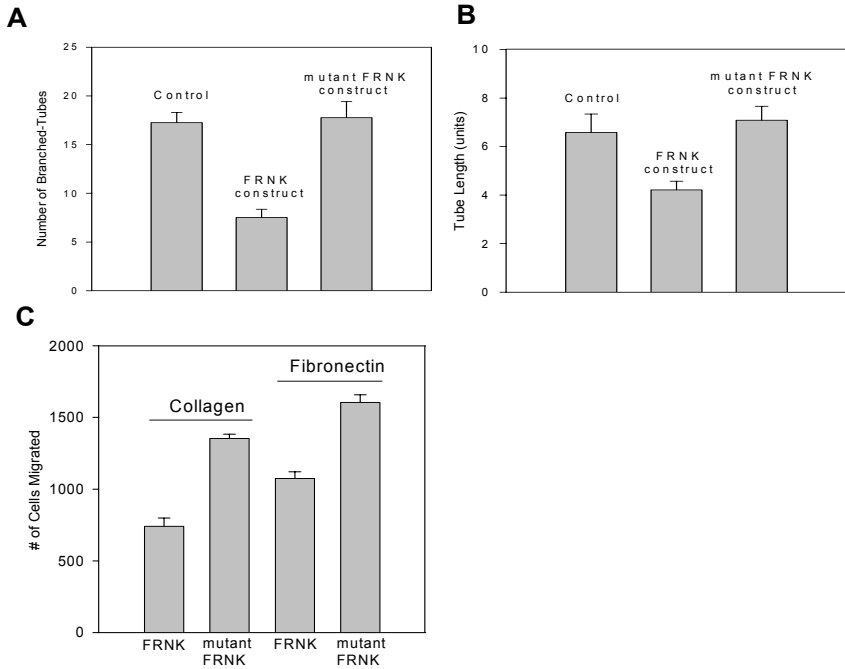 A
Number of Branched-Tubes
25
20
15
10
5
0
Control
FRNK
construct
mutant FRNK
construct
B
Tube Length (units)
10
8
6
4
2
0
Control
FRNK
construct
mutant FRNK
construct
C
# of Cells Migrated
2000
1500
1000
500
0
Collagen
Fibronectin
FRNK
mutant
FRNK
FRNK
mutant
FRNK